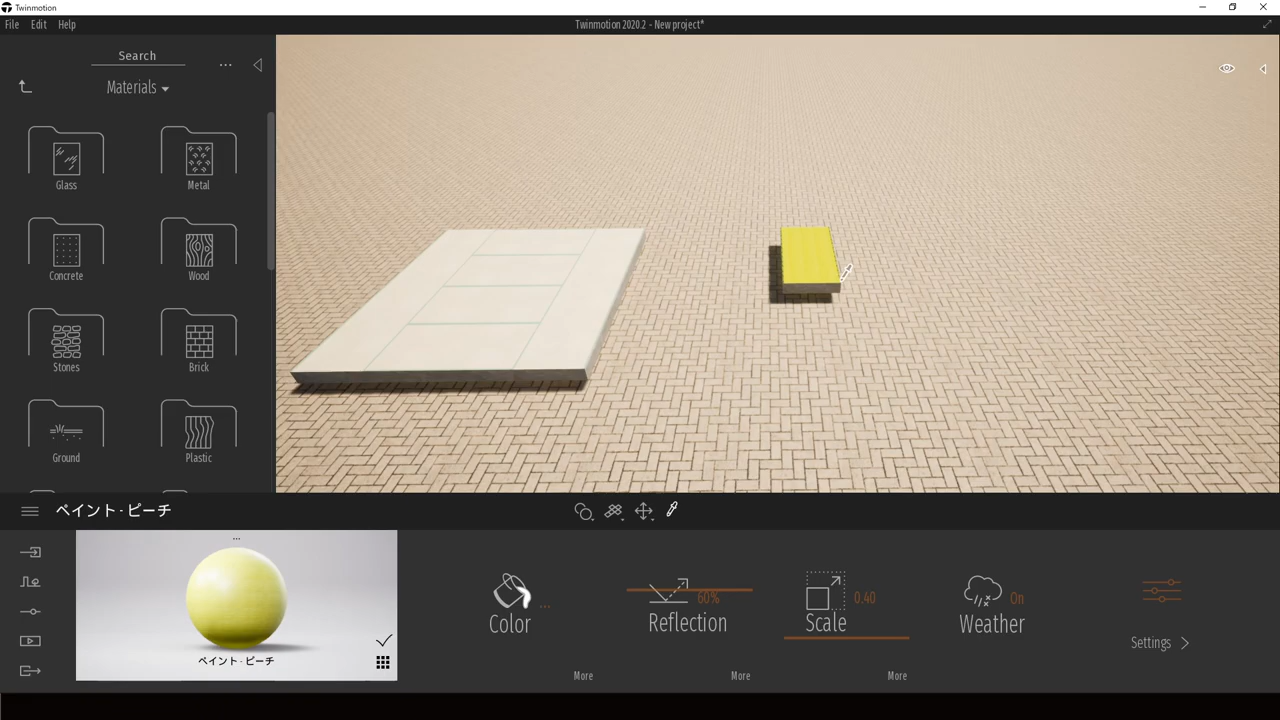 Twinmotion
File Edit Help
Twinmotion 2020.2 - New project*
Search
...
Materials
Glass
Metal
Concrete
Wood
Stones
Brick
Ground
Plastic
ペイント - ピーチ
...
ペイント - ピーチ
Color ...
Reflection 60%
Scale 0.40
Weather On
Settings
More
More
More